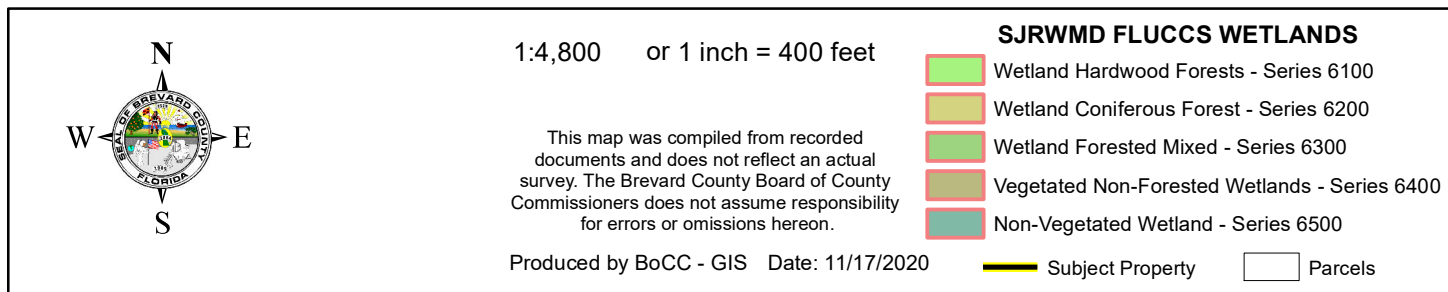 N
W
E
S
SEAL OF BREVARD COUNTY
FLORIDA
1:4,800 or 1 inch = 400 feet
This map was compiled from recorded
documents and does not reflect an actual
survey. The Brevard County Board of County
Commissioners does not assume responsibility
for errors or omissions hereon.
Produced by BoCC - GIS Date: 11/17/2020
SJRWMD FLUCCS WETLANDS
Wetland Hardwood Forests - Series 6100
Wetland Coniferous Forest - Series 6200
Wetland Forested Mixed - Series 6300
Vegetated Non-Forested Wetlands - Series 6400
Non-Vegetated Wetland - Series 6500
Subject Property
Parcels